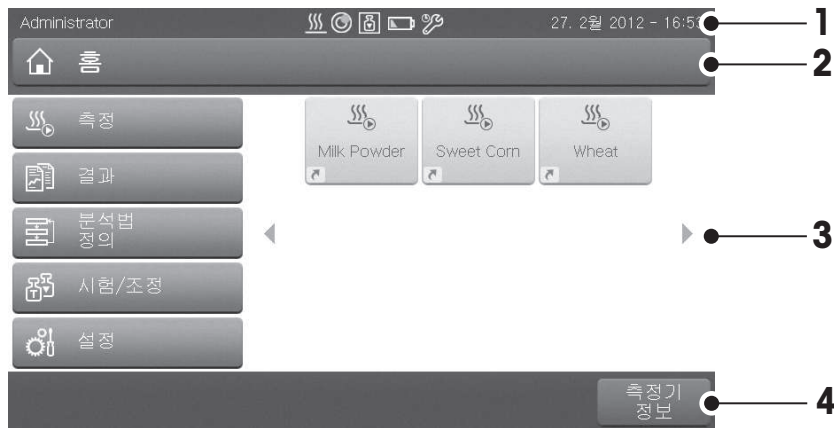 Administrator
27. 2월 2012 - 16:53
1
홈
2
측정
결과
분석법
정의
시험/조정
설정
Milk Powder
Sweet Corn
Wheat
3
측정기
정보
4